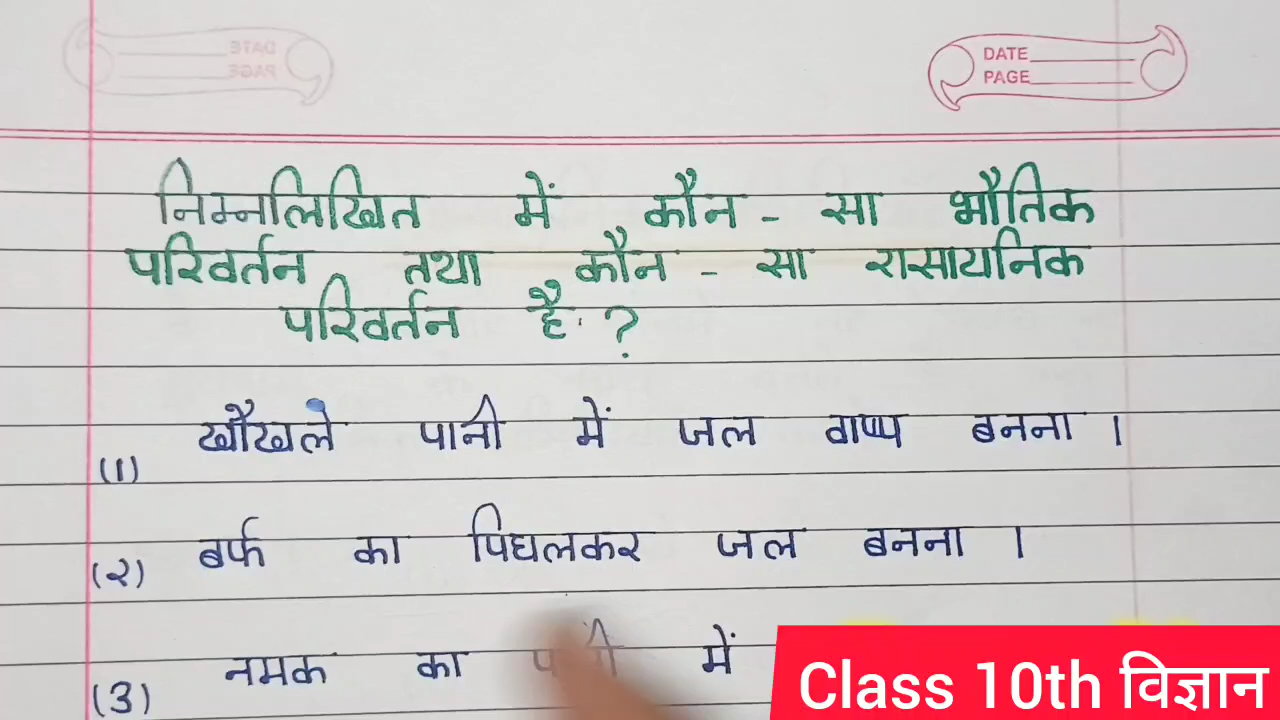 DATE
PAGE
निम्नलिखित में कौन - सा भौतिक
परिवर्तन तथा कौन - सा रासायनिक
परिवर्तन है ?
(1) खौखले पानी में जल वाष्प बनना ।
(२) बर्फ का पिघलकर जल बनना ।
(3) नमक का में
Class 10th विज्ञान